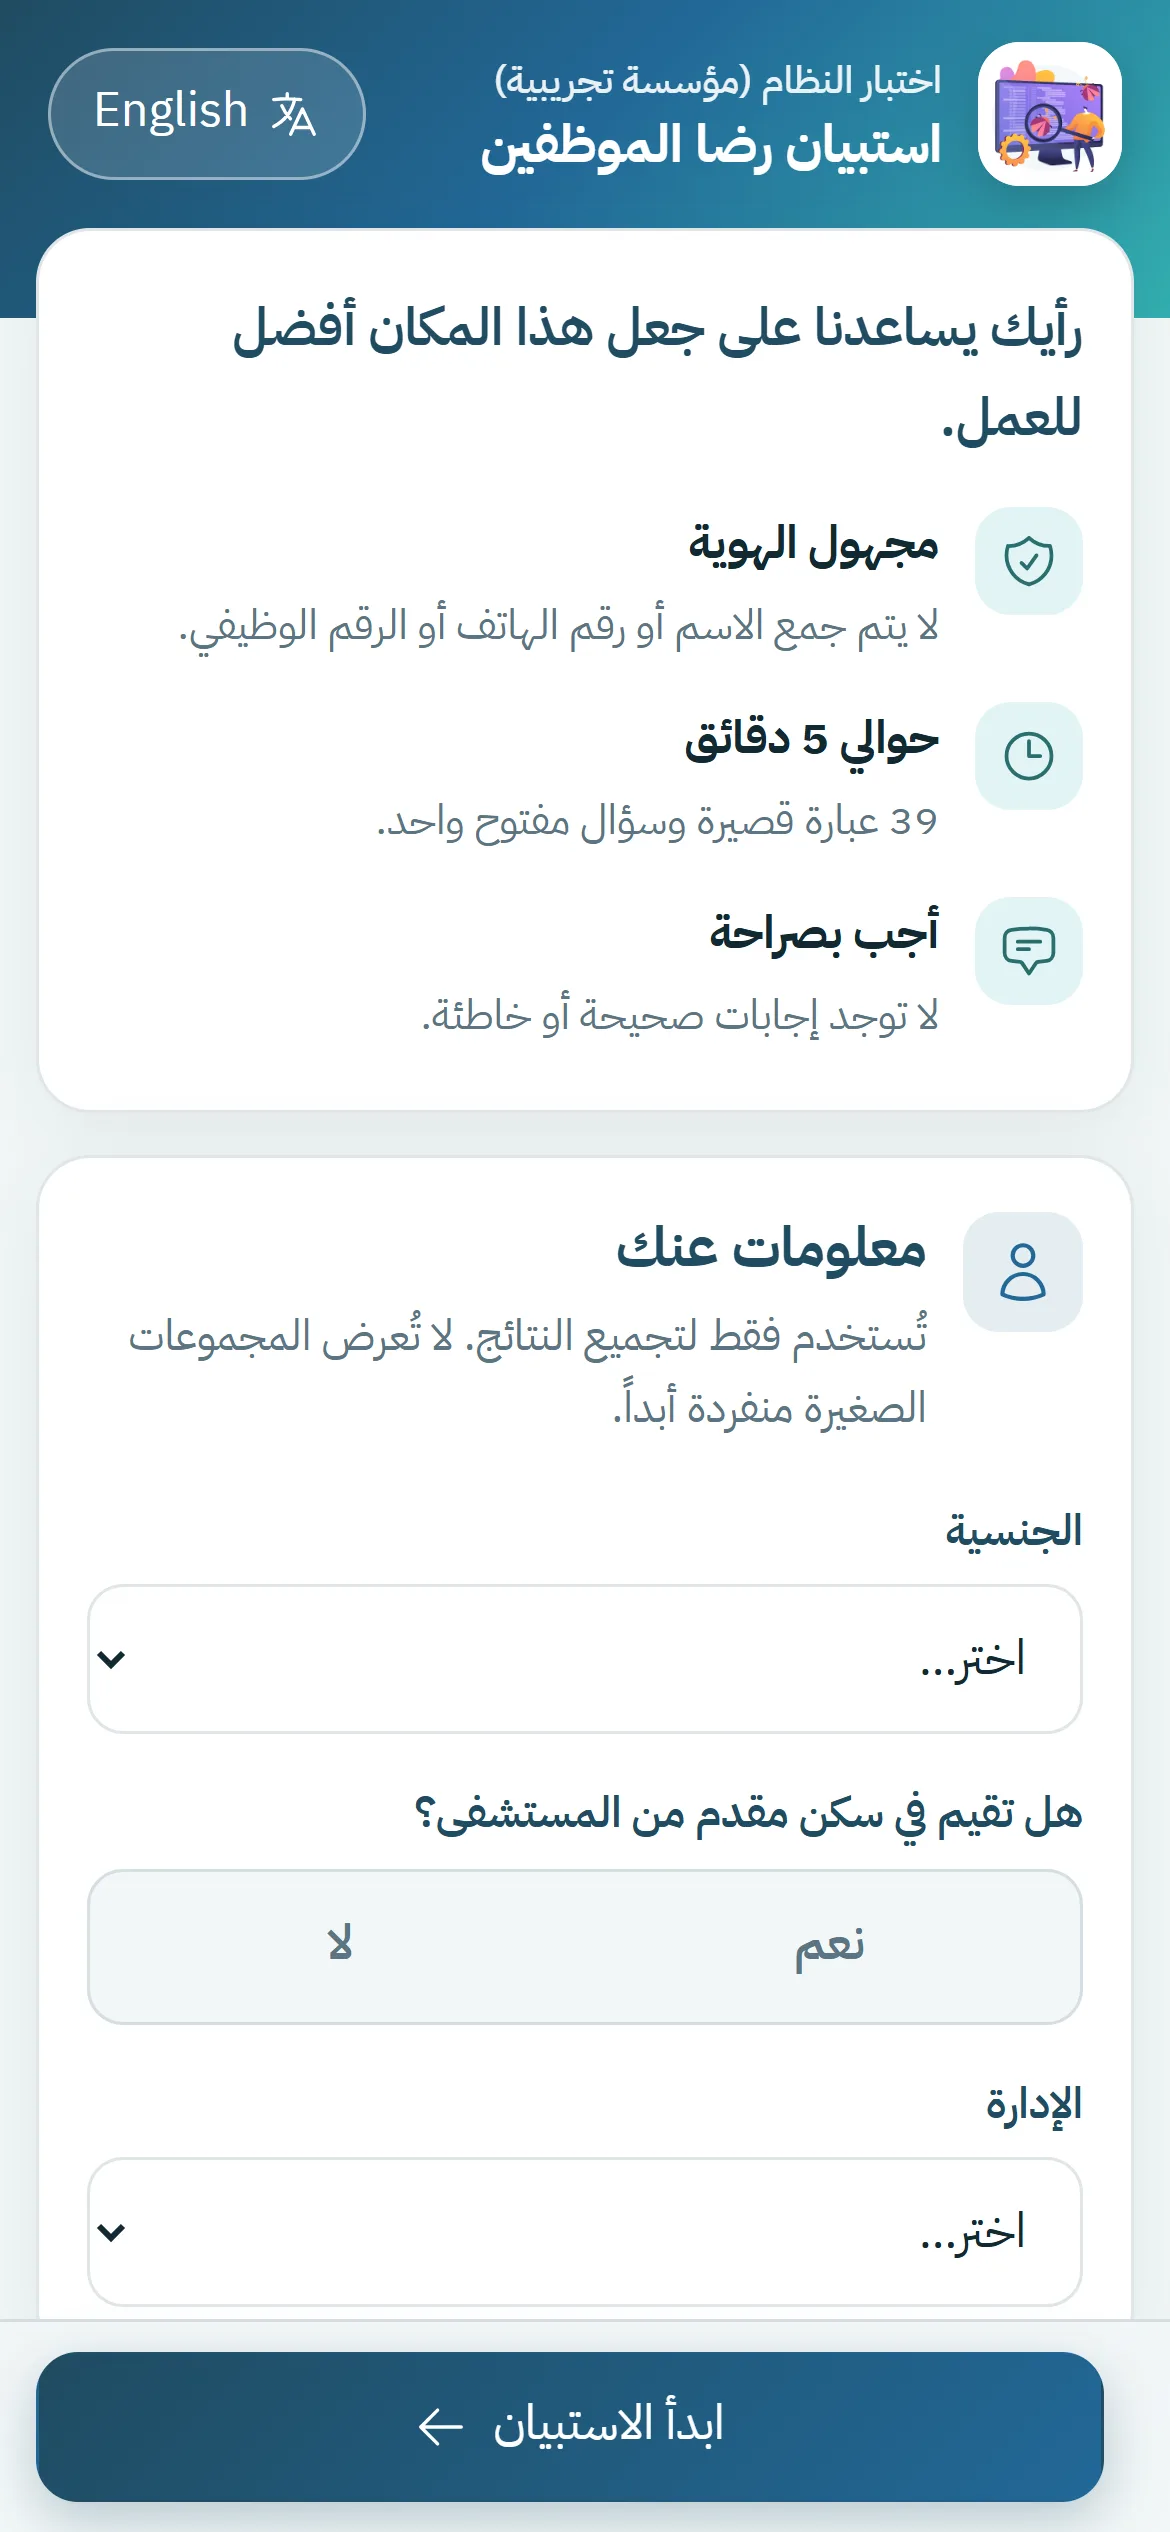 اختبار النظام (مؤسسة تجريبية)
استبيان رضا الموظفين
English
رأيك يساعدنا على جعل هذا المكان أفضل
للعمل.
مجهول الهوية
لا يتم جمع الاسم أو رقم الهاتف أو الرقم الوظيفي.
حوالي 5 دقائق
39 عبارة قصيرة وسؤال مفتوح واحد.
أجب بصراحة
لا توجد إجابات صحيحة أو خاطئة.
معلومات عنك
تُستخدم فقط لتجميع النتائج. لا تُعرض المجموعات
الصغيرة منفردة أبداً.
الجنسية
اختر...
هل تقيم في سكن مقدم من المستشفى؟
نعم
لا
الإدارة
اختر...
ابدأ الاستبيان